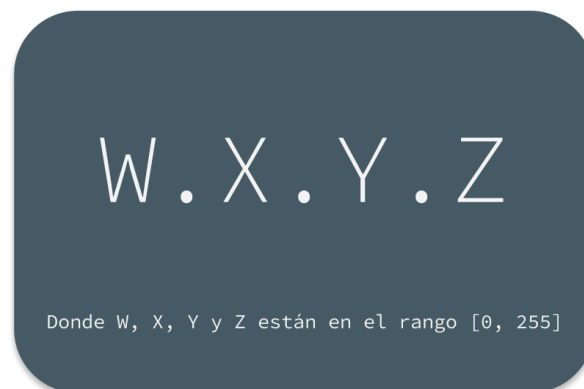 W.X.Y.Z
Donde W, X, Y y Z están en el rango [0, 255]